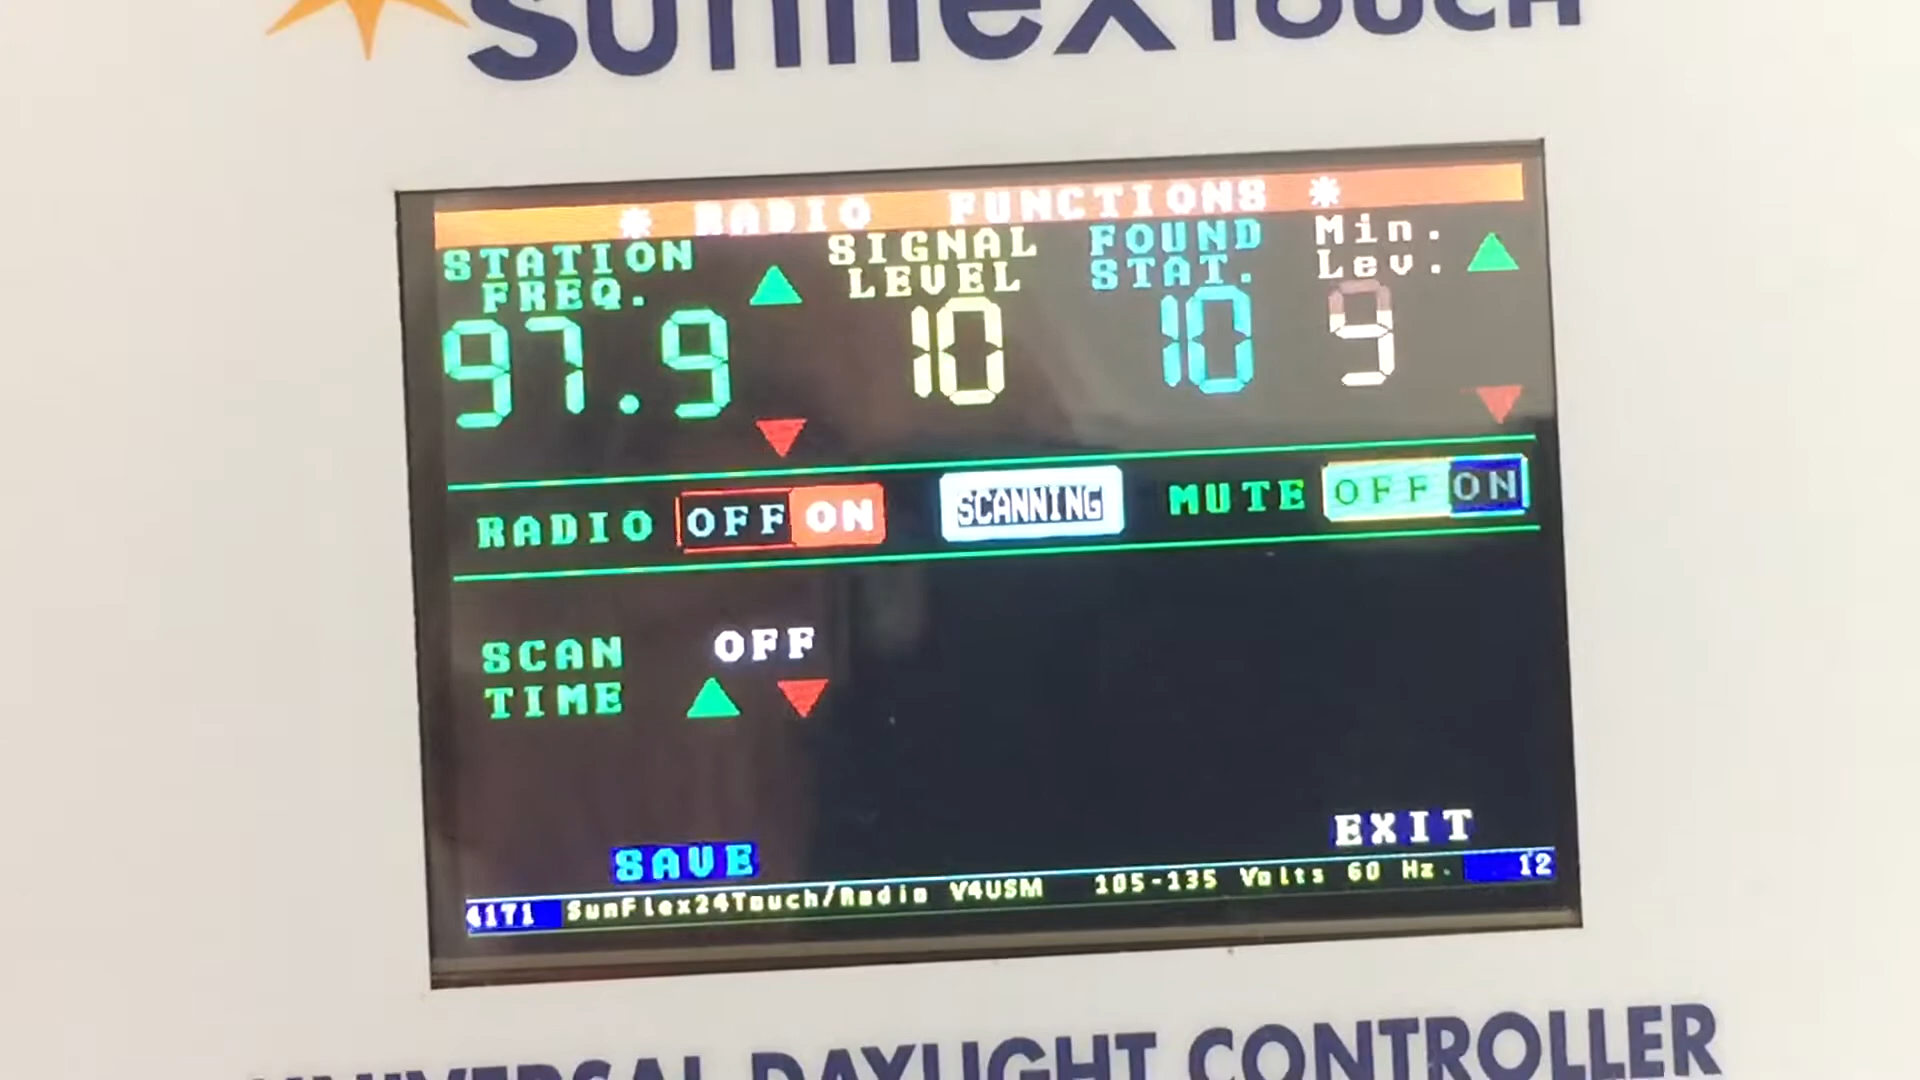 sunflex TOUCH
* RADIO FUNCTIONS *
STATION FREQ.
97.9
SIGNAL LEVEL
10
FOUND STAT.
10
Min. Lev.
9
RADIO OFF ON
SCANNING
MUTE OFF ON
SCAN TIME
OFF
SAVE
EXIT
4171 SunFlex24Touch/Radio V4USM 105-135 Volts 60 Hz. 12
UNIVERSAL DAYLIGHT CONTROLLER